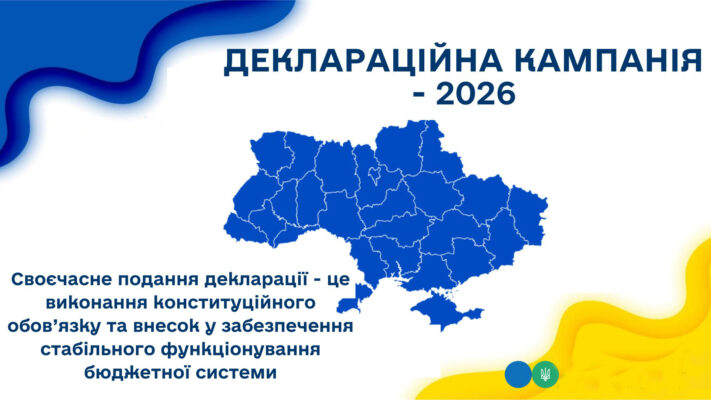 ДЕКЛАРАЦІЙНА КАМПАНІЯ
- 2026
Своєчасне подання декларації - це
виконання конституційного
обов’язку та внесок у забезпечення
стабільного функціонування
бюджетної системи